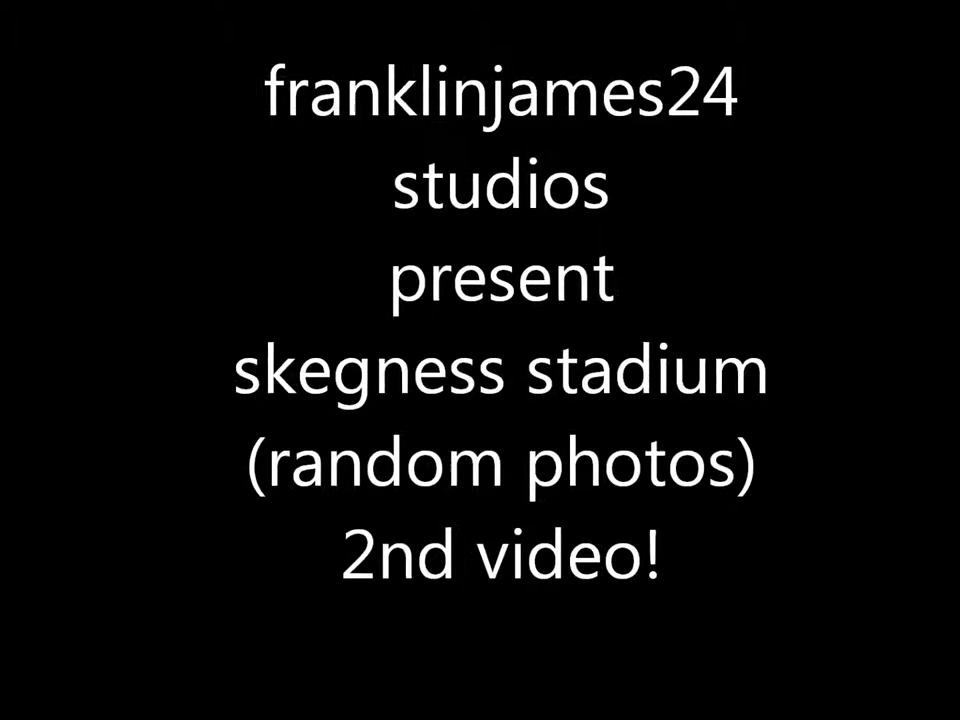 franklinjames24
studios
present
skegness stadium
(random photos)
2nd video!